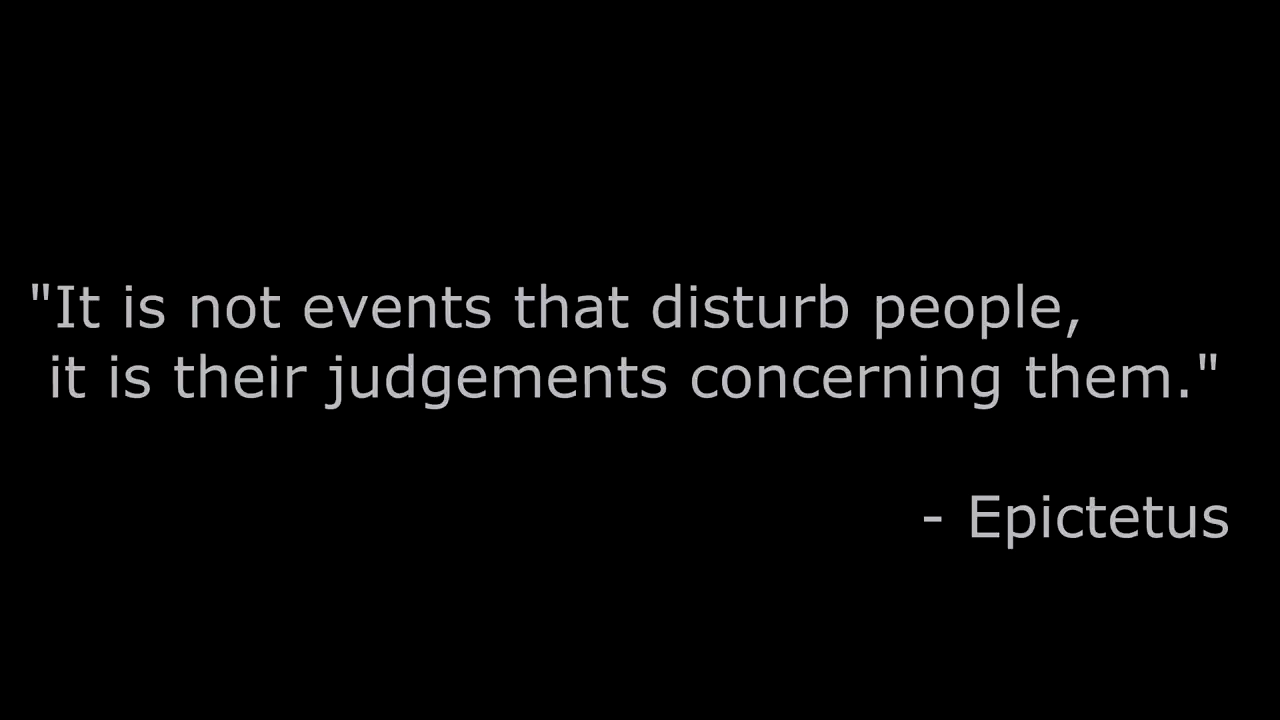 "It is not events that disturb people,
it is their judgements concerning them."
- Epictetus